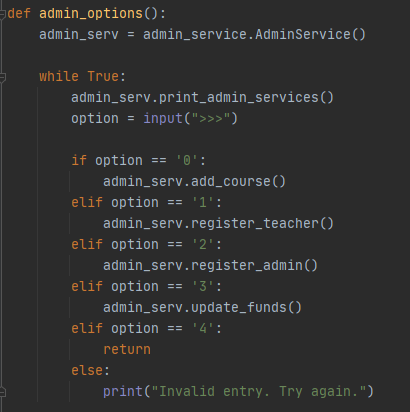 def admin_options():
    admin_serv = admin_service.AdminService()

    while True:
        admin_serv.print_admin_services()
        option = input(">>>")

        if option == '0':
            admin_serv.add_course()
        elif option == '1':
            admin_serv.register_teacher()
        elif option == '2':
            admin_serv.register_admin()
        elif option == '3':
            admin_serv.update_funds()
        elif option == '4':
            return
        else:
            print("Invalid entry. Try again.")